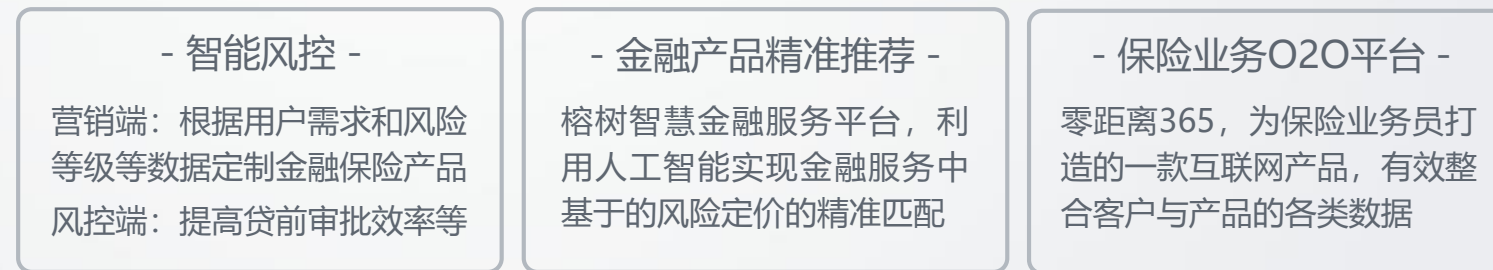 - 智能风控 -
营销端：根据用户需求和风险
等级等数据定制金融保险产品
风控端：提高贷前审批效率等
- 金融产品精准推荐 -
榕树智慧金融服务平台，利
用人工智能实现金融服务中
基于的风险定价的精准匹配
- 保险业务O2O平台 -
零距离365，为保险业务员打
造的一款互联网产品，有效整
合客户与产品的各类数据